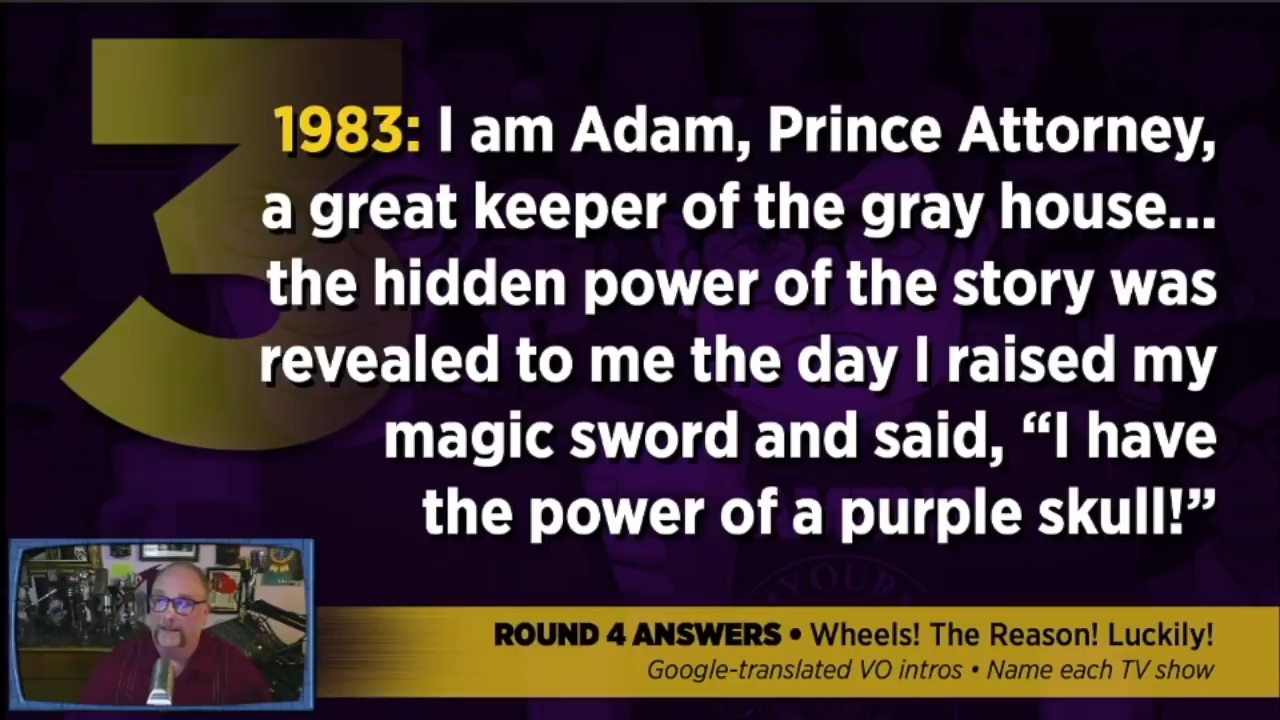 3
1983: I am Adam, Prince Attorney,
a great keeper of the gray house...
the hidden power of the story was
revealed to me the day I raised my
magic sword and said, “I have
the power of a purple skull!”
YOUR
ROUND 4 ANSWERS • Wheels! The Reason! Luckily!
Google-translated VO intros • Name each TV show